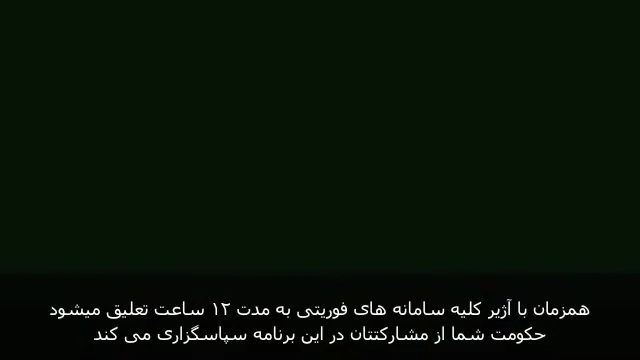 همزمان با آژیر کلیه سامانه های فوریتی به مدت ۱۲ ساعت تعلیق میشود
حکومت شما از مشارکتتان در این برنامه سپاسگزاری می کند